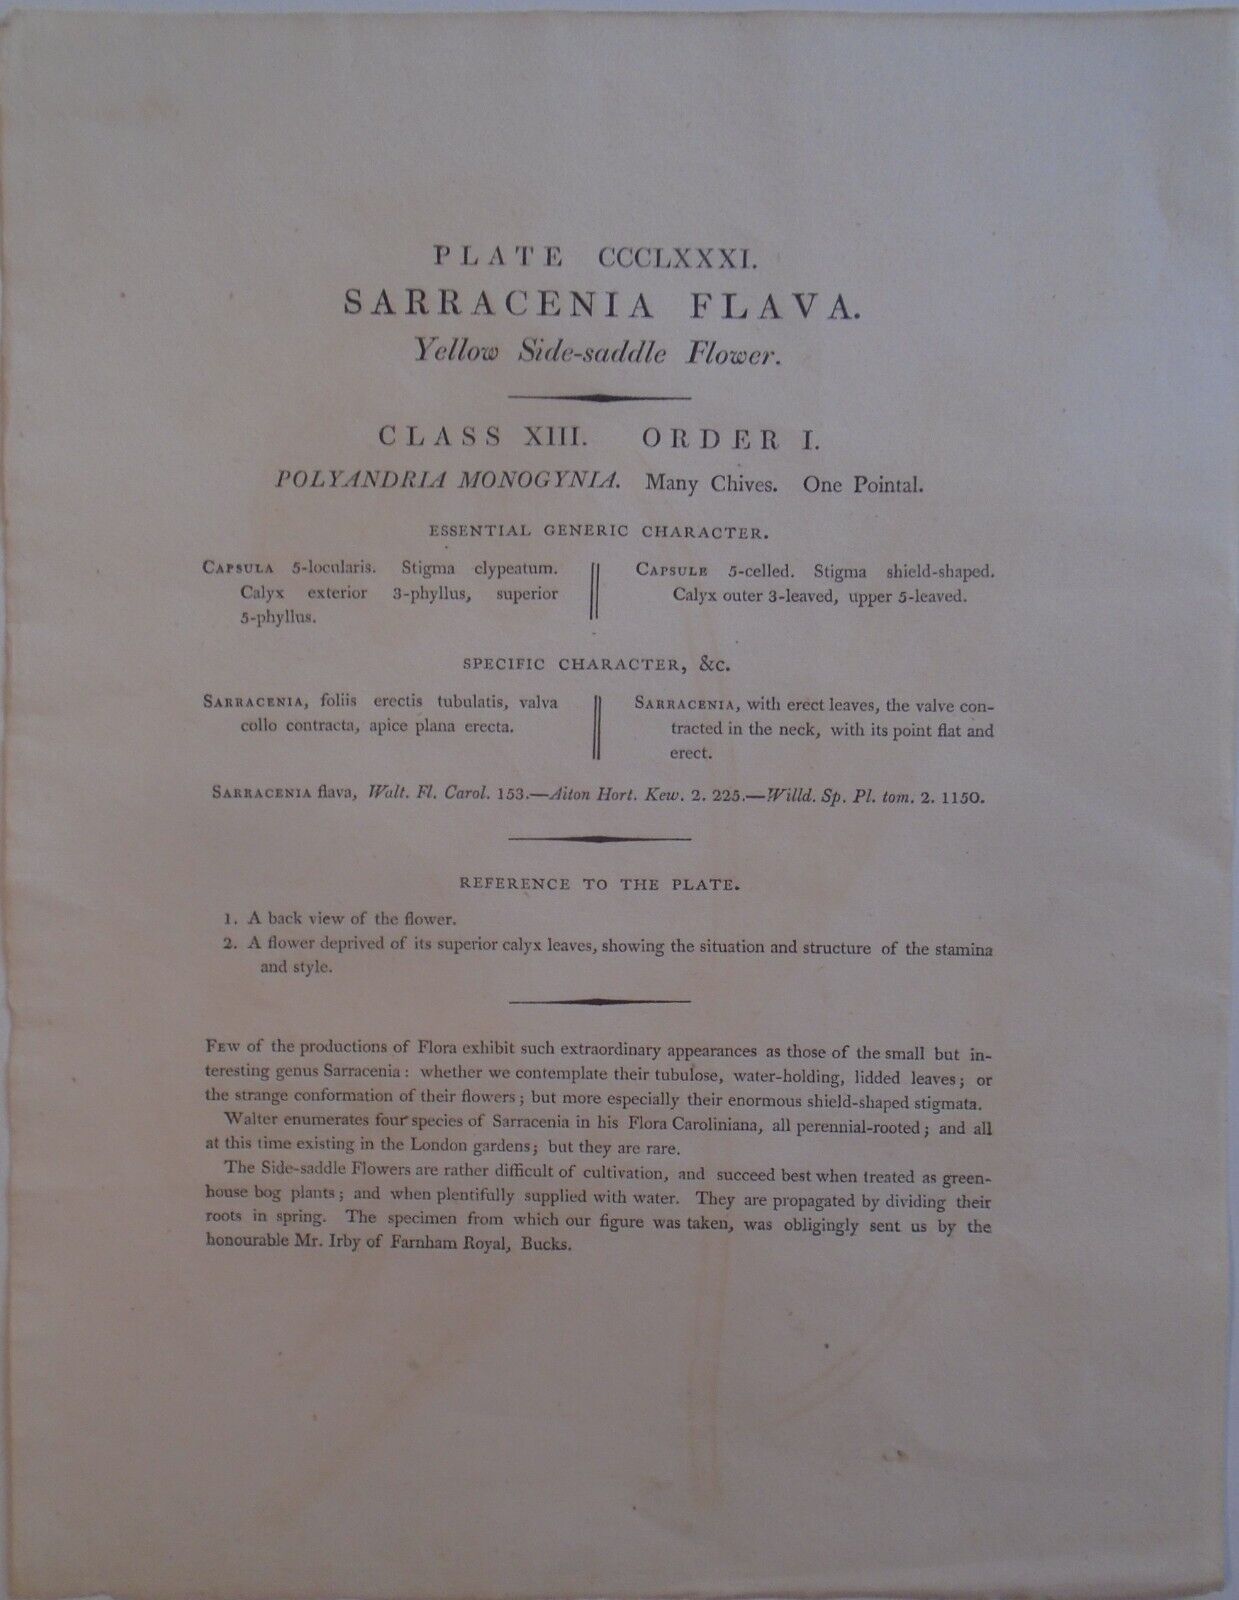 PLATE CCCLXXXI.
SARRACENIA FLAVA.
Yellow Side-saddle Flower.
CLASS XIII. ORDER I.
POLYANDRIA MONOGYNIA. Many Chives. One Pointal.
ESSENTIAL GENERIC CHARACTER.
CAPSULA 5-locularis. Stigma clypeatum.
Calyx exterior 3-phyllus, superior
5-phyllus.
CAPSULE 5-celled. Stigma shield-shaped.
Calyx outer 3-leaved, upper 5-leaved.
SPECIFIC CHARACTER, &c.
SARRACENIA, foliis erectis tubulatis, valva
collo contracta, apice plana erecta.
SARRACENIA, with erect leaves, the valve con-
tracted in the neck, with its point flat and
erect.
SARRACENIA flava, Walt. Fl. Carol. 153.—Aiton Hort. Kew. 2. 225.—Willd. Sp. Pl. tom. 2. 1150.
REFERENCE TO THE PLATE.
1. A back view of the flower.
2. A flower deprived of its superior calyx leaves, showing the situation and structure of the stamina
and style.
FEW of the productions of Flora exhibit such extraordinary appearances as those of the small but in-
teresting genus Sarracenia: whether we contemplate their tubulose, water-holding, lidded leaves; or
the strange conformation of their flowers; but more especially their enormous shield-shaped stigmata.
Walter enumerates four species of Sarracenia in his Flora Caroliniana, all perennial-rooted; and all
at this time existing in the London gardens; but they are rare.
The Side-saddle Flowers are rather difficult of cultivation, and succeed best when treated as green-
house bog plants; and when plentifully supplied with water. They are propagated by dividing their
roots in spring. The specimen from which our figure was taken, was obligingly sent us by the
honourable Mr. Irby of Farnham Royal, Bucks.